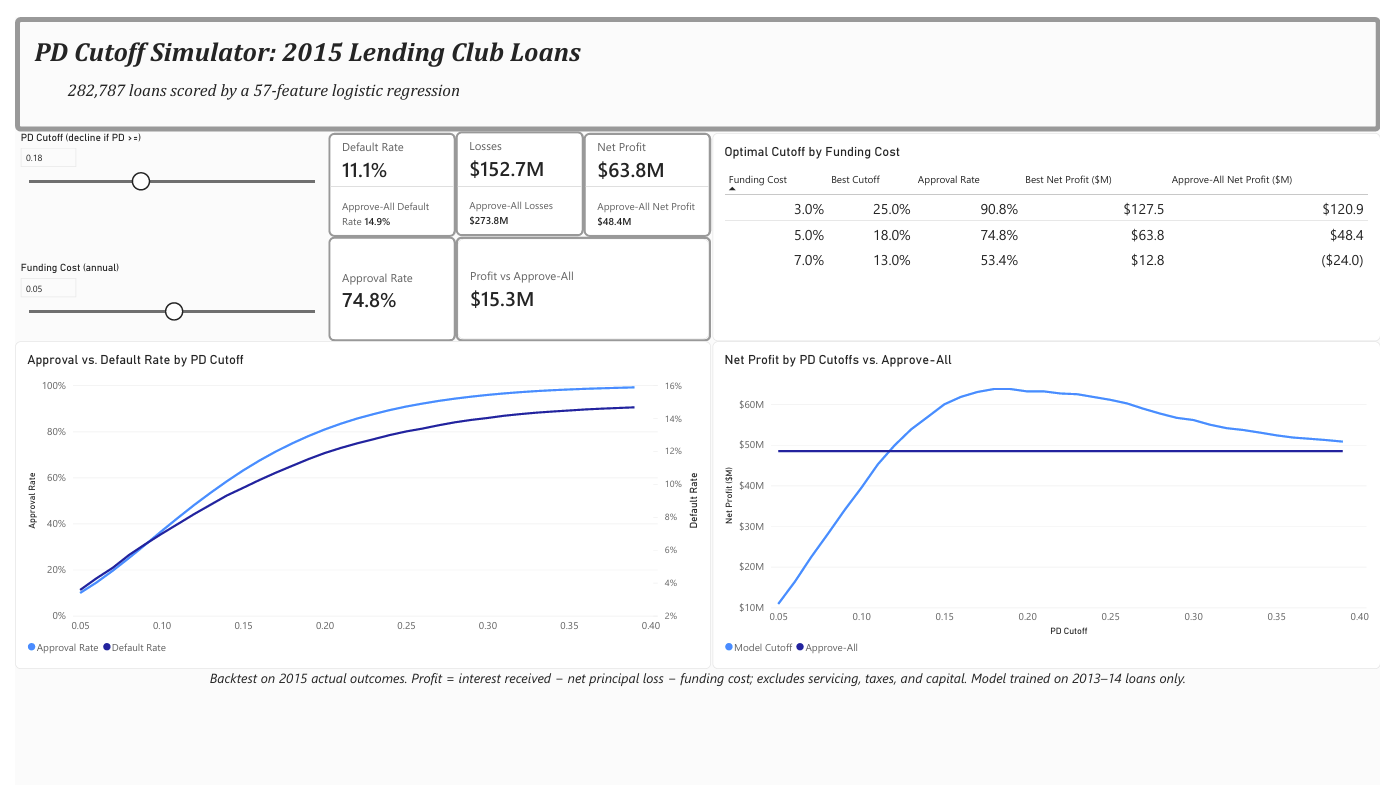 PD Cutoff Simulator: 2015 Lending Club Loans
282,787 loans scored by a 57-feature logistic regression
PD Cutoff (decline if PD >=)
0.18
Funding Cost (annual)
0.05
Default Rate
11.1%
Approve-All Default
Rate 14.9%
Losses
$152.7M
Approve-All Losses
$273.8M
Net Profit
$63.8M
Approve-All Net Profit
$48.4M
Approval Rate
74.8%
Profit vs Approve-All
$15.3M
Optimal Cutoff by Funding Cost
Funding Cost Best Cutoff Approval Rate Best Net Profit ($M) Approve-All Net Profit ($M)
3.0% 25.0% 90.8% $127.5 $120.9
5.0% 18.0% 74.8% $63.8 $48.4
7.0% 13.0% 53.4% $12.8 ($24.0)
Approval vs. Default Rate by PD Cutoff
Approval Rate
100%
80%
60%
40%
20%
0%
16%
14%
12%
10%
8%
6%
4%
2%
Default Rate
0.05 0.10 0.15 0.20 0.25 0.30 0.35 0.40
Approval Rate Default Rate
Net Profit by PD Cutoffs vs. Approve-All
Net Profit ($M)
$60M
$50M
$40M
$30M
$20M
$10M
0.05 0.10 0.15 0.20 0.25 0.30 0.35 0.40
PD Cutoff
Model Cutoff Approve-All
Backtest on 2015 actual outcomes. Profit = interest received − net principal loss − funding cost; excludes servicing, taxes, and capital. Model trained on 2013–14 loans only.